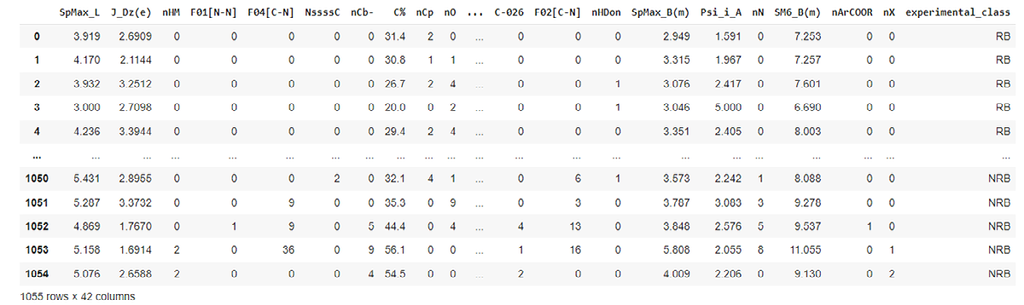 SpMax_L J_Dz(e) nHM F01[N-N] F04[C-N] NssssC nCb- C% nCp nO ... C-026 F02[C-N] nHDon SpMax_B(m) Psi_i_A nN SM6_B(m) nArCOOR nX experimental_class
0 3.919 2.6909 0 0 0 0 0 31.4 2 0 ... 0 0 0 2.949 1.591 0 7.253 0 0 RB
1 4.170 2.1144 0 0 0 0 0 30.8 1 1 ... 0 0 0 3.315 1.967 0 7.257 0 0 RB
2 3.932 3.2512 0 0 0 0 0 26.7 2 4 ... 0 0 1 3.076 2.417 0 7.601 0 0 RB
3 3.000 2.7098 0 0 0 0 0 20.0 0 2 ... 0 0 1 3.046 5.000 0 6.690 0 0 RB
4 4.236 3.3944 0 0 0 0 0 29.4 2 4 ... 0 0 0 3.351 2.405 0 8.003 0 0 RB
... ... ... ... ... ... ... ... ... ... ... ... ... ... ... ... ... ... ... ... ... ...
1050 5.431 2.8955 0 0 0 2 0 32.1 4 1 ... 0 6 1 3.573 2.242 1 8.088 0 0 NRB
1051 5.287 3.3732 0 0 9 0 0 35.3 0 9 ... 0 3 0 3.787 3.083 3 9.278 0 0 NRB
1052 4.869 1.7670 0 1 9 0 5 44.4 0 4 ... 4 13 0 3.848 2.576 5 9.537 1 0 NRB
1053 5.158 1.6914 2 0 36 0 9 56.1 0 0 ... 1 16 0 5.808 2.055 8 11.055 0 1 NRB
1054 5.076 2.6588 2 0 0 0 4 54.5 0 0 ... 2 0 0 4.009 2.206 0 9.130 0 2 NRB
1055 rows x 42 columns